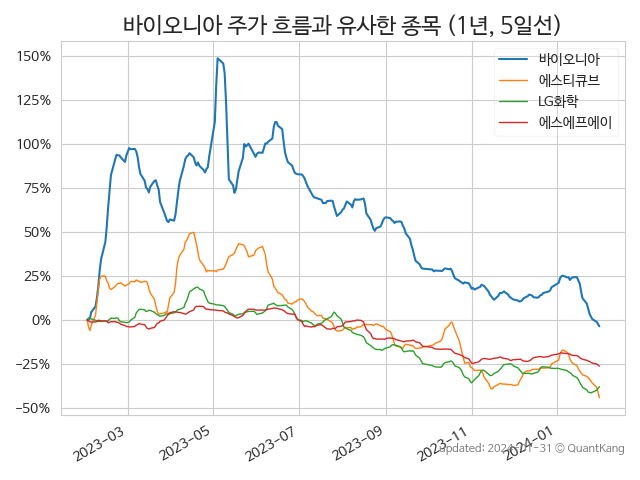 바이오니아 주가 흐름과 유사한 종목 (1년, 5일선)
150%
125%
100%
75%
50%
25%
0%
−25%
−50%
바이오니아
에스티큐브
LG화학
에스에프에이
2023-03
2023-05
2023-07
2023-09
2023-11
2024-01
updated: 2024-01-31 © QuantKang